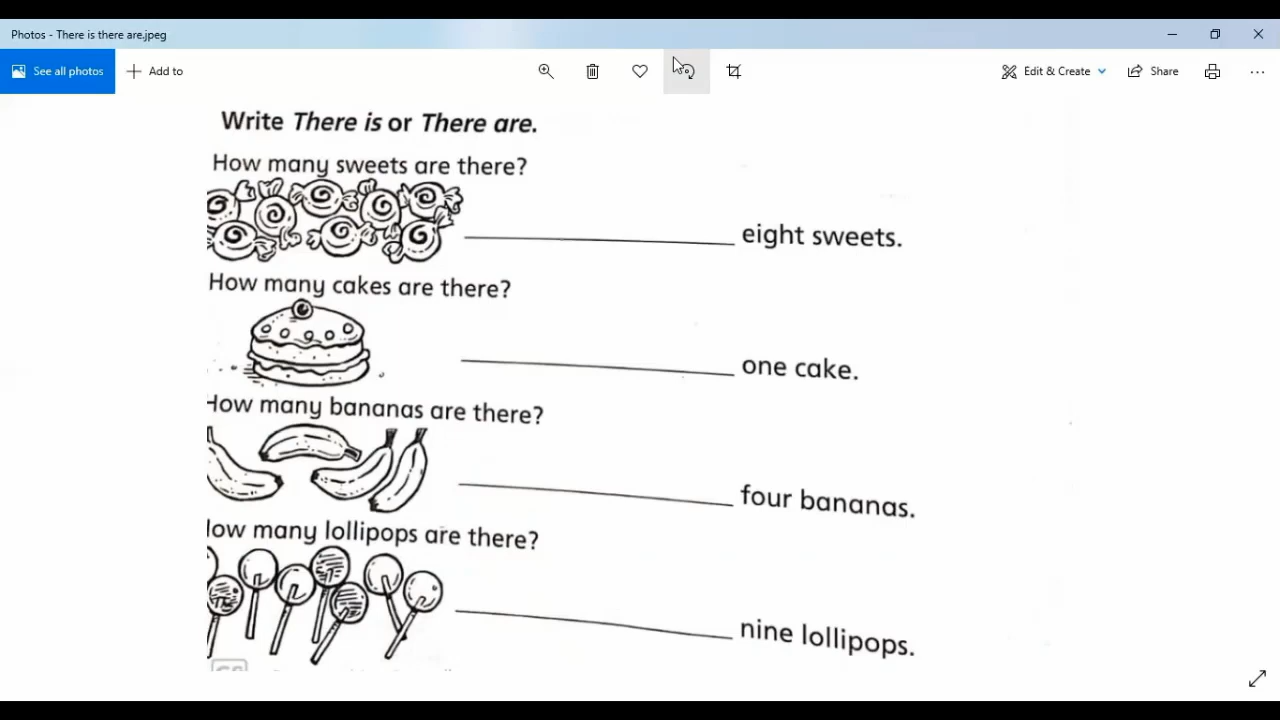 Photos - There is there are.jpeg
See all photos
Add to
Edit & Create
Share
Write There is or There are.
How many sweets are there?
eight sweets.
How many cakes are there?
one cake.
How many bananas are there?
four bananas.
How many lollipops are there?
nine lollipops.